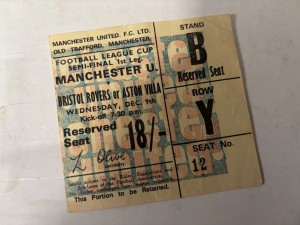 MANCHESTER UNITED. F.C. LTD.
OLD TRAFFORD, MANCHESTER.
FOOTBALL LEAGUE CUP
SEMI-FINAL 1st Leg.
MANCHESTER U.
BRISTOL ROVERS or ASTON VILLA
WEDNESDAY, DEC. 9th
Kick-off 7-30 p.m.
Reserved
Seat
18/-
L. Olive
Secretary.
This Portion to be Retained.
STAND
B
Reserved Seat
ROW
Y
SEAT No.
12